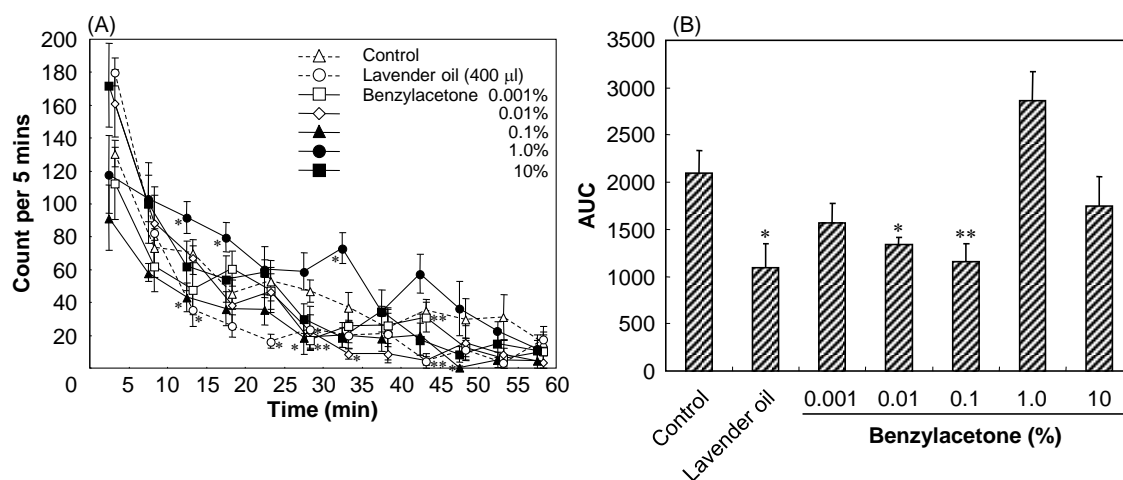 (A)
Count per 5 mins
200
180
160
140
120
100
80
60
40
20
0
5 10 15 20 25 30 35 40 45 50 55 60
Time (min)
Control
Lavender oil (400 μl)
Benzylacetone 0.001%
0.01%
0.1%
1.0%
10%
* * * * * * * ** * ** ** *
(B)
AUC
3500
3000
2500
2000
1500
1000
500
0
* * **
Control Lavender oil 0.001 0.01 0.1 1.0 10
Benzylacetone (%)